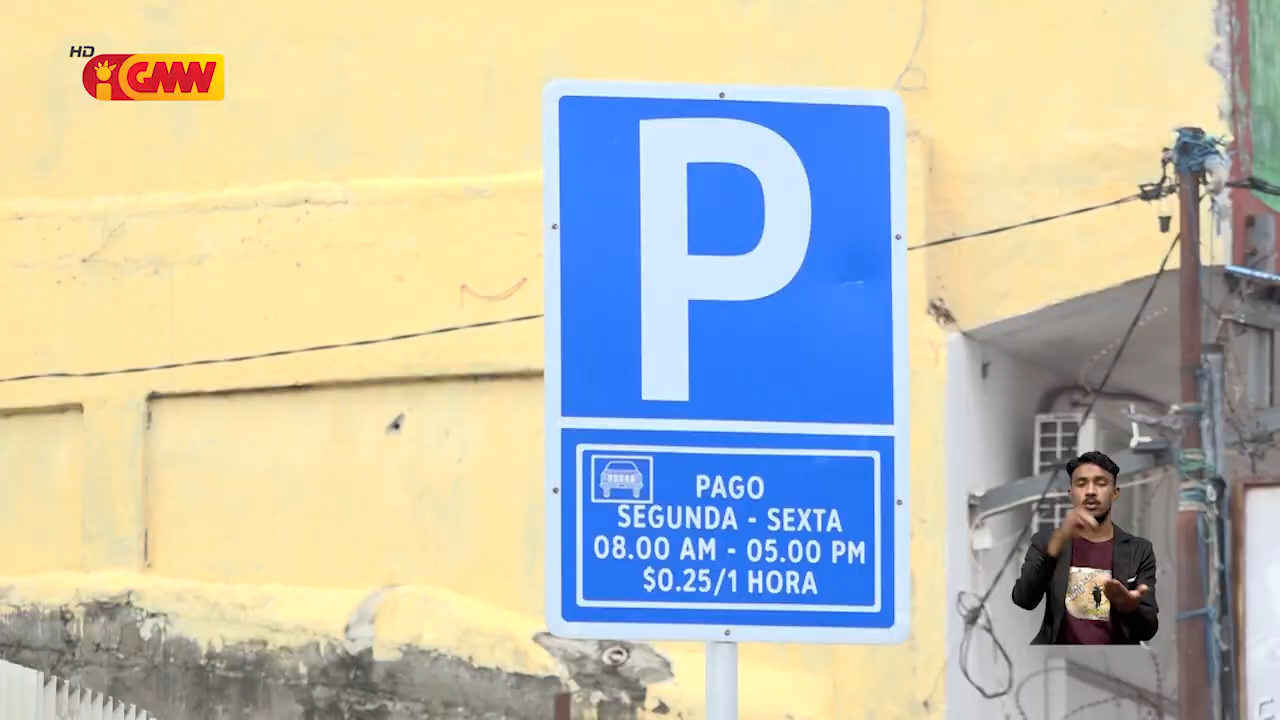 HD
GMN
P
PAGO
SEGUNDA - SEXTA
08.00 AM - 05.00 PM
$0.25/1 HORA